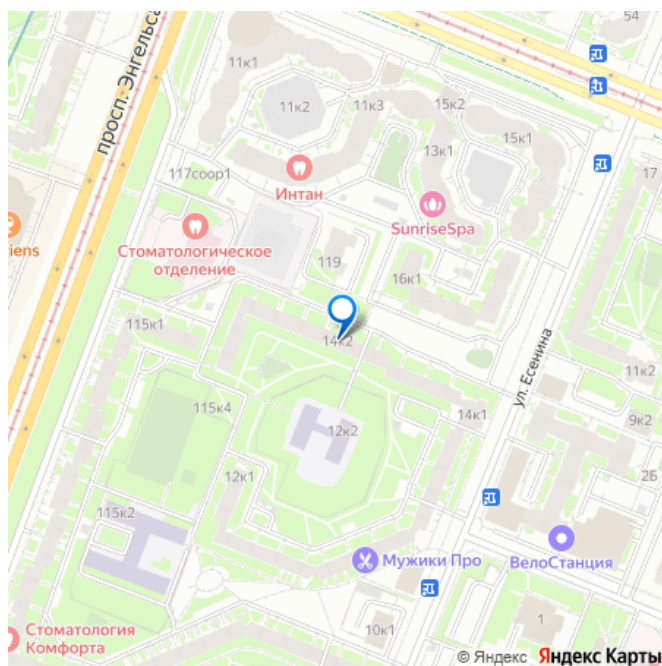 54
просп. Энгельса
11к1
11к2
11к3
15к2
15к1
13к1
17
117соор1
Интан
SunriseSpa
Стоматологическое
отделение
iens
119
16к1
115к1
14к2
ул. Есенина
11к2
115к4
14к1
9к2
12к2
12к1
2Б
115к2
Мужики Про
ВелоСтанция
10к1
1
Стоматология
Комфорта
© Яндекс Яндекс Карты